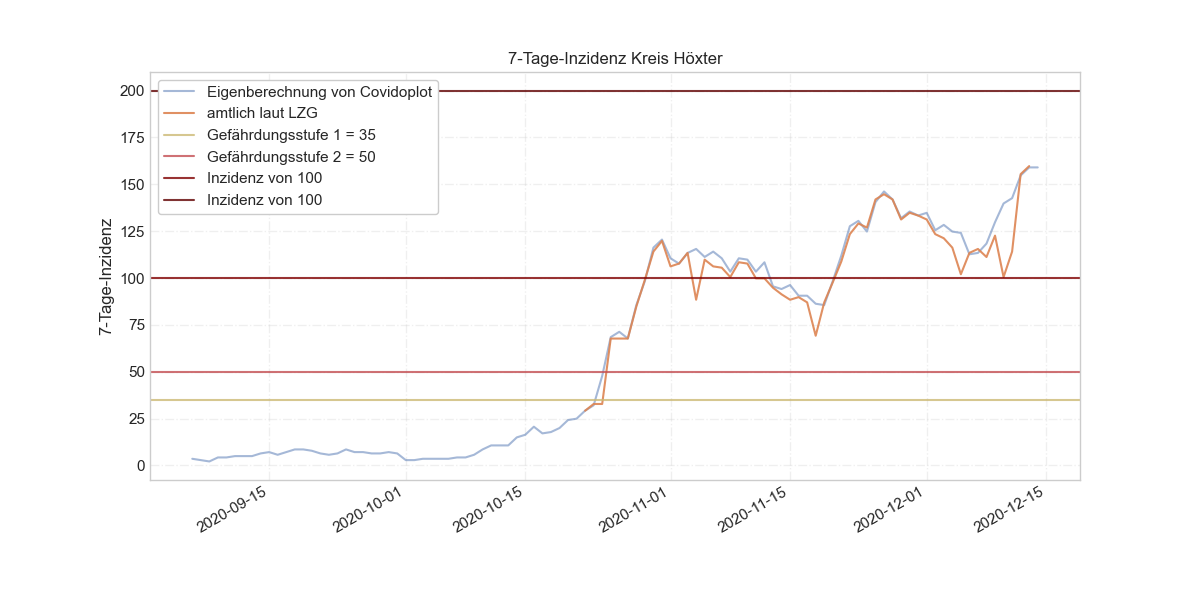 7-Tage-Inzidenz Kreis Höxter
Eigenberechnung von Covidoplot
amtlich laut LZG
Gefährdungsstufe 1 = 35
Gefährdungsstufe 2 = 50
Inzidenz von 100
Inzidenz von 100
7-Tage-Inzidenz
200
175
150
125
100
75
50
25
0
2020-09-15
2020-10-01
2020-10-15
2020-11-01
2020-11-15
2020-12-01
2020-12-15